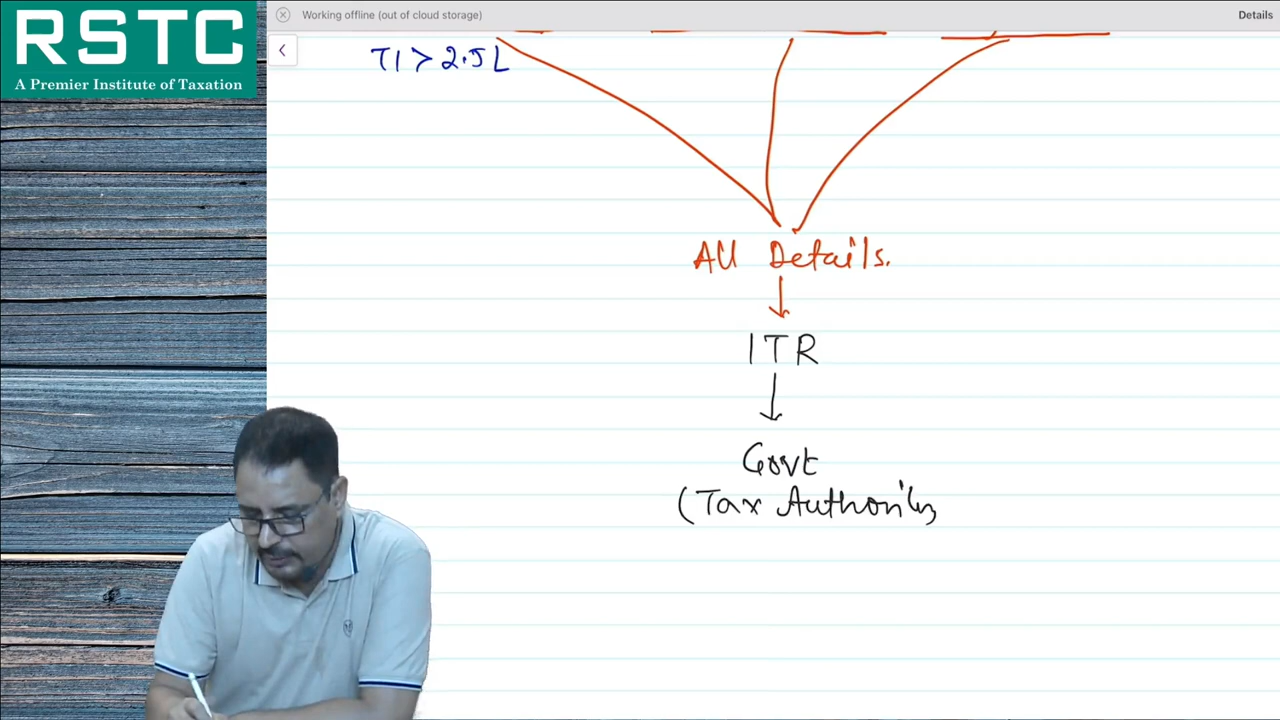 RSTC
A Premier Institute of Taxation
Working offline (out of cloud storage)
Details
TI > 2.5 L
All Details.
ITR
Govt
(Tax Authority